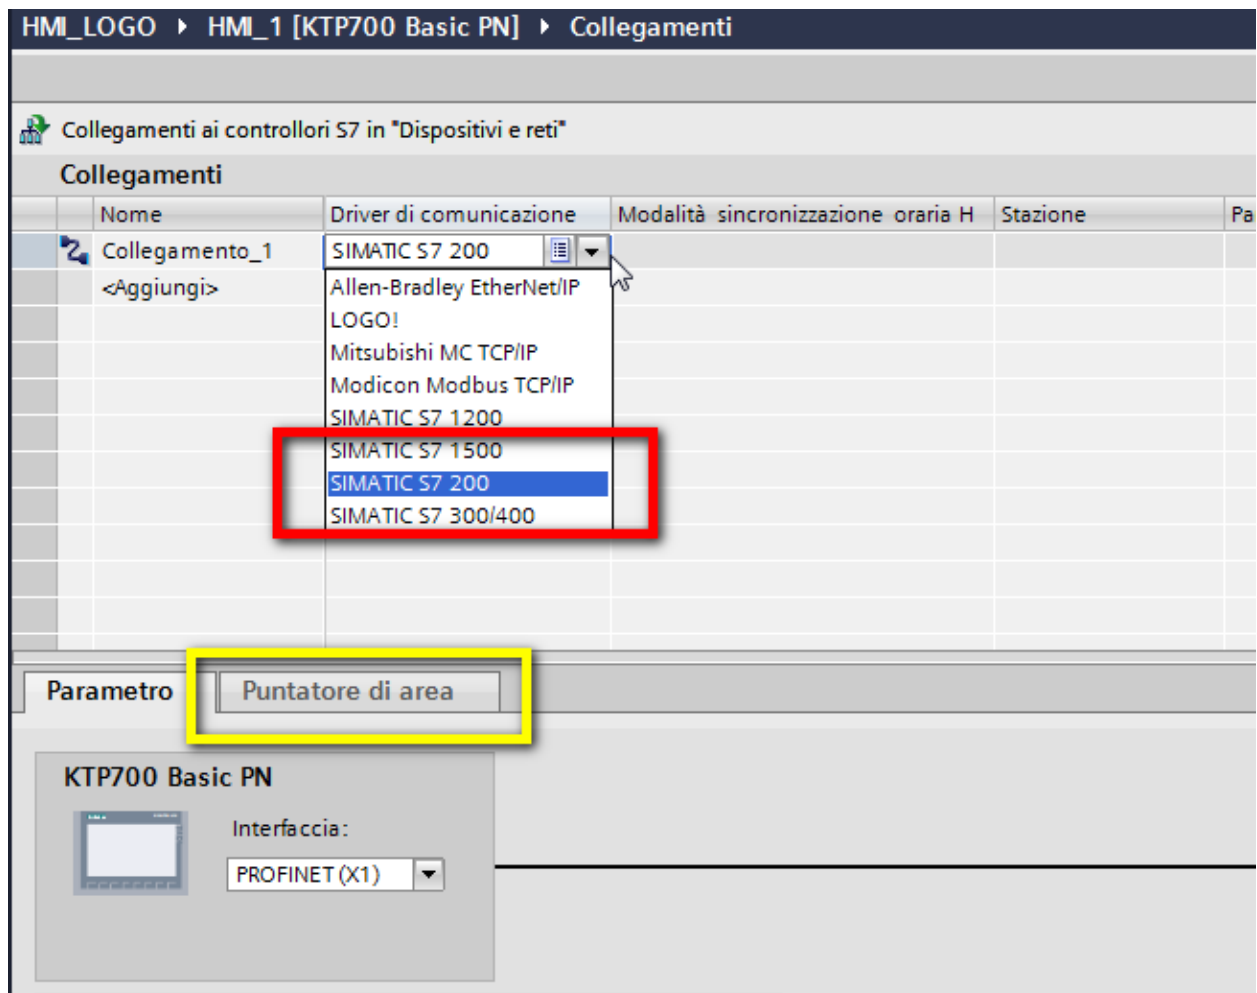 HMI_LOGO ▸ HMI_1 [KTP700 Basic PN] ▸ Collegamenti
Collegamenti ai controllori S7 in "Dispositivi e reti"
Collegamenti
Nome Driver di comunicazione Modalità sincronizzazione oraria H Stazione Pa
Collegamento_1 SIMATIC S7 200
<Aggiungi> Allen-Bradley EtherNet/IP
LOGO!
Mitsubishi MC TCP/IP
Modicon Modbus TCP/IP
SIMATIC S7 1200
SIMATIC S7 1500
SIMATIC S7 200
SIMATIC S7 300/400
Parametro Puntatore di area
KTP700 Basic PN
Interfaccia:
PROFINET (X1)